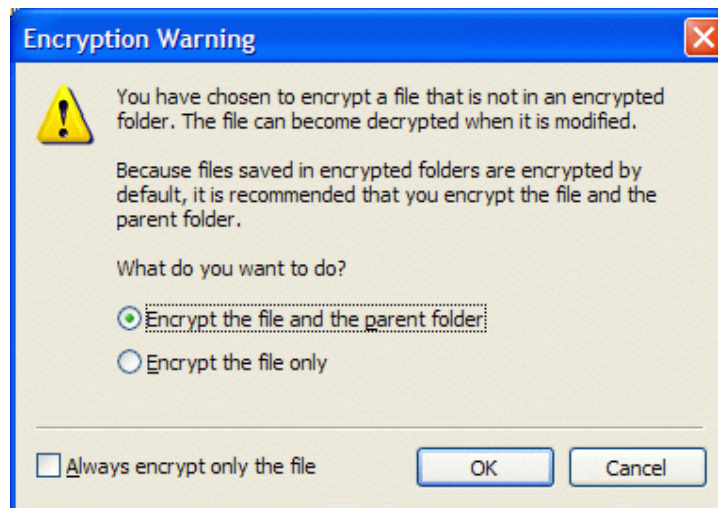 Encryption Warning
You have chosen to encrypt a file that is not in an encrypted
folder. The file can become decrypted when it is modified.
Because files saved in encrypted folders are encrypted by
default, it is recommended that you encrypt the file and the
parent folder.
What do you want to do?
Encrypt the file and the parent folder
Encrypt the file only
Always encrypt only the file OK Cancel